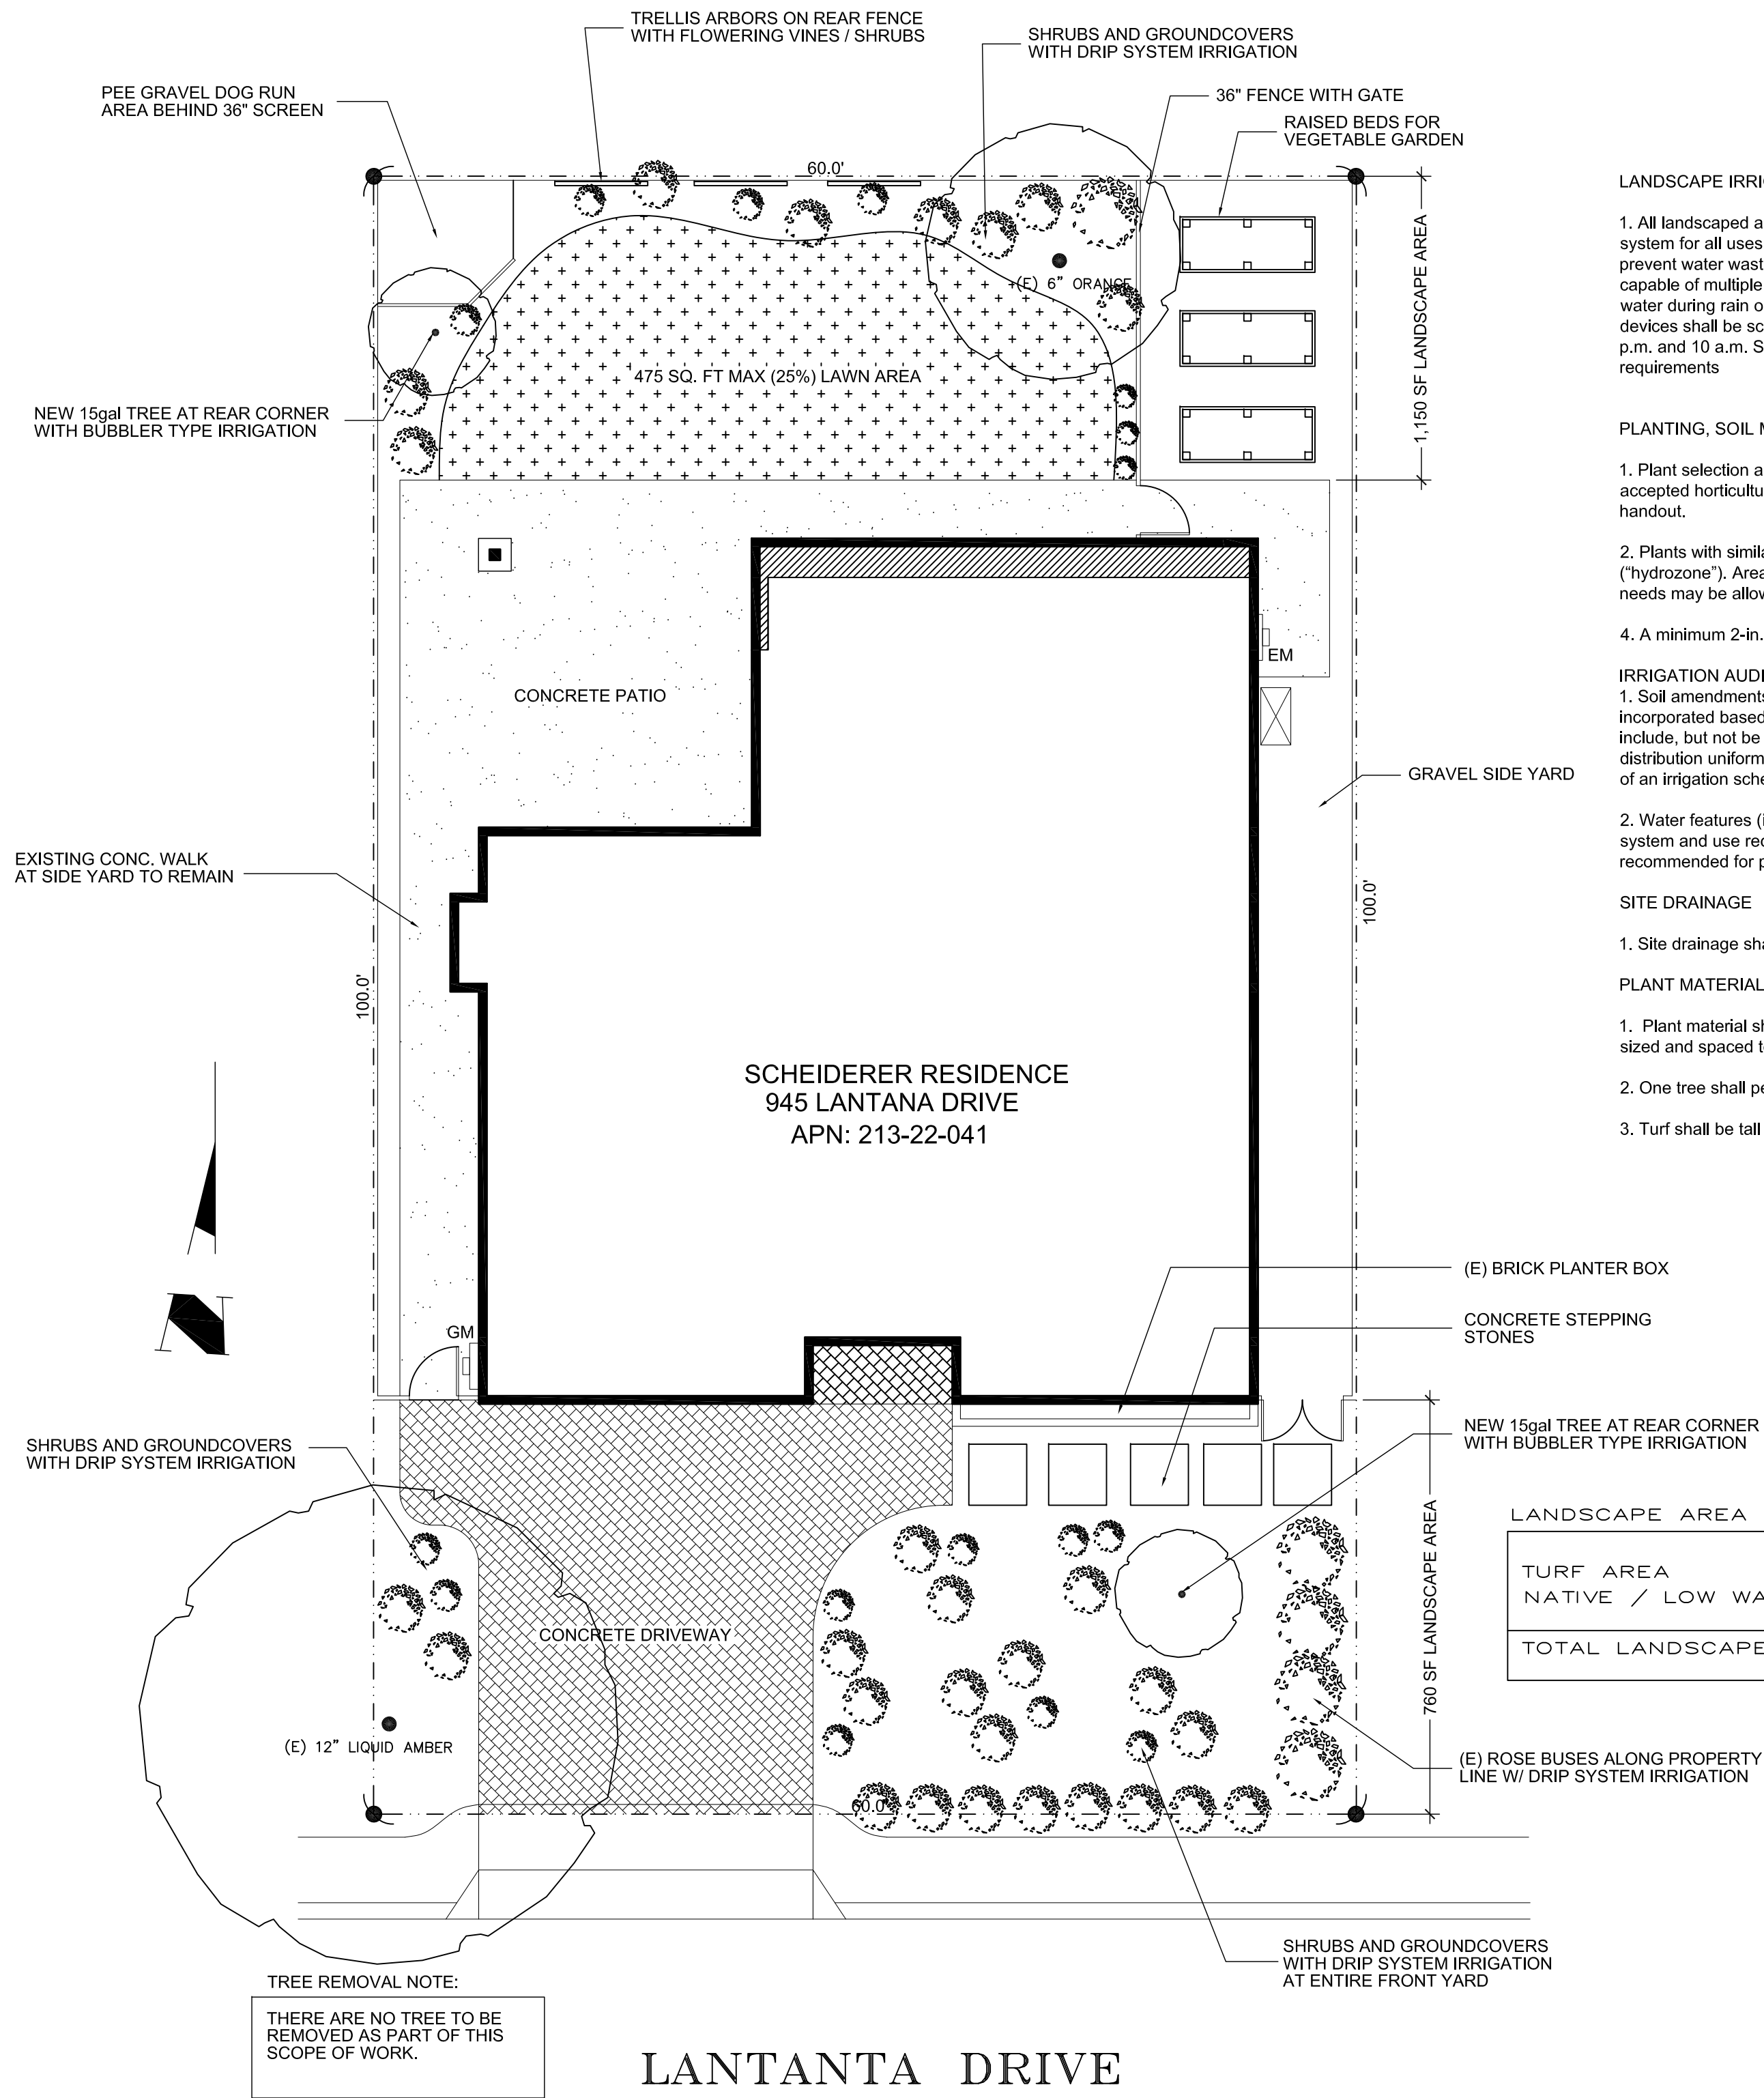 TRELLIS ARBORS ON REAR FENCE
WITH FLOWERING VINES / SHRUBS
SHRUBS AND GROUNDCOVERS
WITH DRIP SYSTEM IRRIGATION
PEE GRAVEL DOG RUN
AREA BEHIND 36" SCREEN
36" FENCE WITH GATE
RAISED BEDS FOR
VEGETABLE GARDEN
60.0'
(E) 6" ORANGE
475 SQ. FT MAX (25%) LAWN AREA
1,150 SF LANDSCAPE AREA
NEW 15gal TREE AT REAR CORNER
WITH BUBBLER TYPE IRRIGATION
CONCRETE PATIO
EM
GRAVEL SIDE YARD
EXISTING CONC. WALK
AT SIDE YARD TO REMAIN
100.0'
100.0'
SCHEIDERER RESIDENCE
945 LANTANA DRIVE
APN: 213-22-041
N
GM
(E) BRICK PLANTER BOX
CONCRETE STEPPING
STONES
NEW 15gal TREE AT REAR CORNER
WITH BUBBLER TYPE IRRIGATION
SHRUBS AND GROUNDCOVERS
WITH DRIP SYSTEM IRRIGATION
CONCRETE DRIVEWAY
(E) 12" LIQUID AMBER
760 SF LANDSCAPE AREA
(E) ROSE BUSES ALONG PROPERTY
LINE W/ DRIP SYSTEM IRRIGATION
60.0'
SHRUBS AND GROUNDCOVERS
WITH DRIP SYSTEM IRRIGATION
AT ENTIRE FRONT YARD
TREE REMOVAL NOTE:
THERE ARE NO TREE TO BE
REMOVED AS PART OF THIS
SCOPE OF WORK.
LANTANTA DRIVE
LANDSCAPE IRRI
1. All landscaped a
system for all uses
prevent water wast
capable of multiple
water during rain o
devices shall be sc
p.m. and 10 a.m. S
requirements
PLANTING, SOIL M
1. Plant selection a
accepted horticultu
handout.
2. Plants with simila
("hydrozone"). Area
needs may be allow
4. A minimum 2-in.
IRRIGATION AUDI
1. Soil amendments
incorporated based
include, but not be
distribution uniform
of an irrigation sche
2. Water features (i
system and use rec
recommended for p
SITE DRAINAGE
1. Site drainage sha
PLANT MATERIAL
1. Plant material sh
sized and spaced t
2. One tree shall pe
3. Turf shall be tall
LANDSCAPE AREA
TURF AREA
NATIVE / LOW WA
TOTAL LANDSCAPE